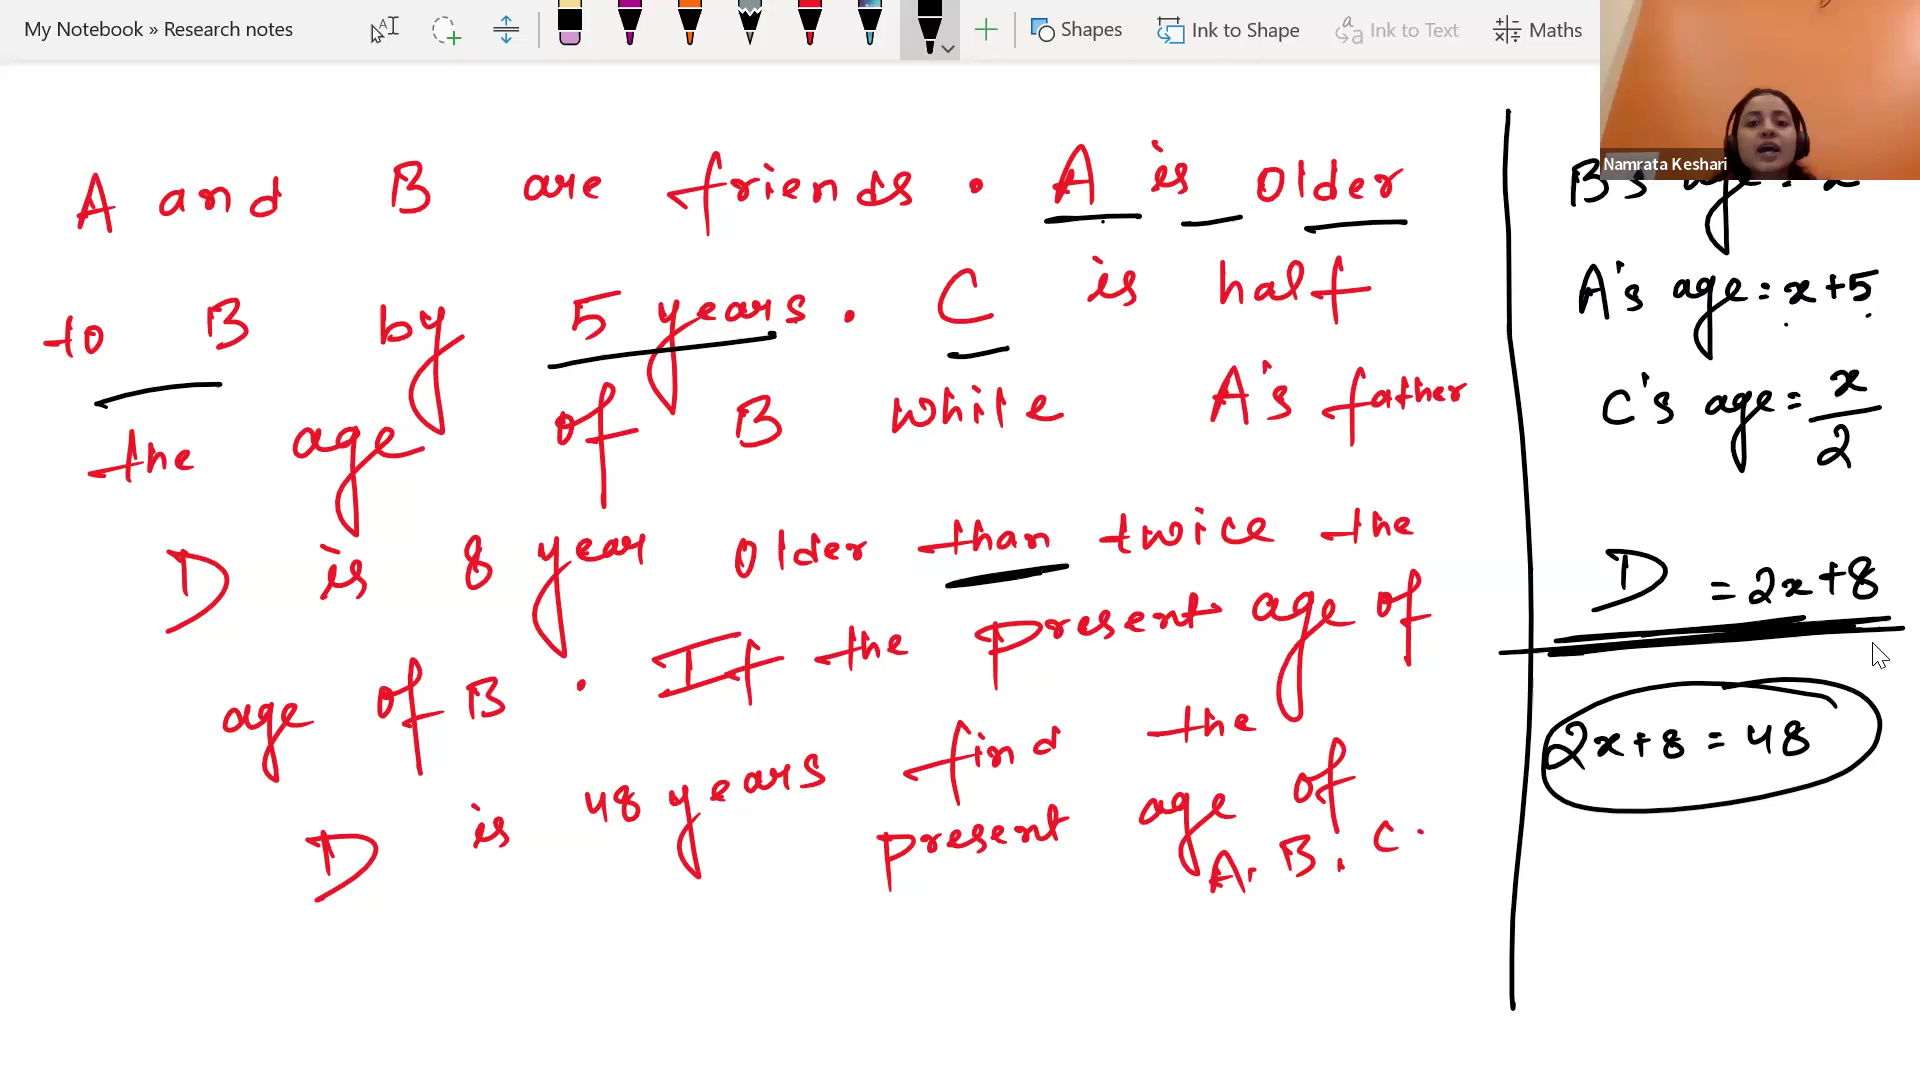 My Notebook » Research notes
Shapes
Ink to Shape
Ink to Text
Maths
Namrata Keshari
A and B are friends. A is older
to B by 5 years. C is half
the age of B while A's father
D is 8 year older than twice the
age of B. If the present age of
D is 48 years find the
present age of
A, B, C.
B's age =
A's age = x+5
C's age = x/2
D = 2x+8
2x+8 = 48